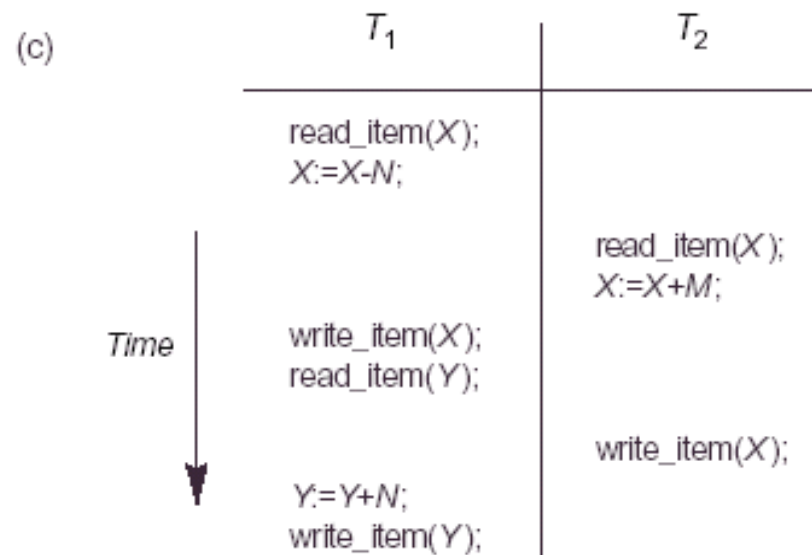 (c)
T1 T2
read_item(X);
X:=X-N;
read_item(X);
X:=X+M;
Time
write_item(X);
read_item(Y);
write_item(X);
Y:=Y+N;
write_item(Y);